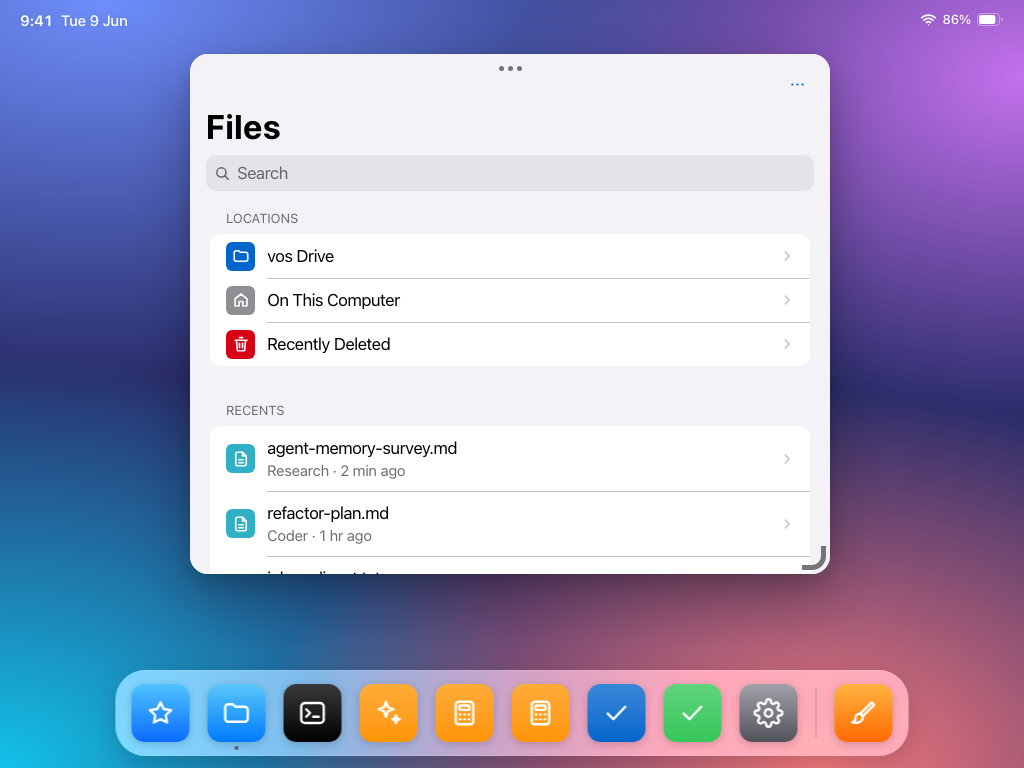 9:41 Tue 9 Jun
86%
Files
Search
LOCATIONS
vos Drive
On This Computer
Recently Deleted
RECENTS
agent-memory-survey.md
Research · 2 min ago
refactor-plan.md
Coder · 1 hr ago